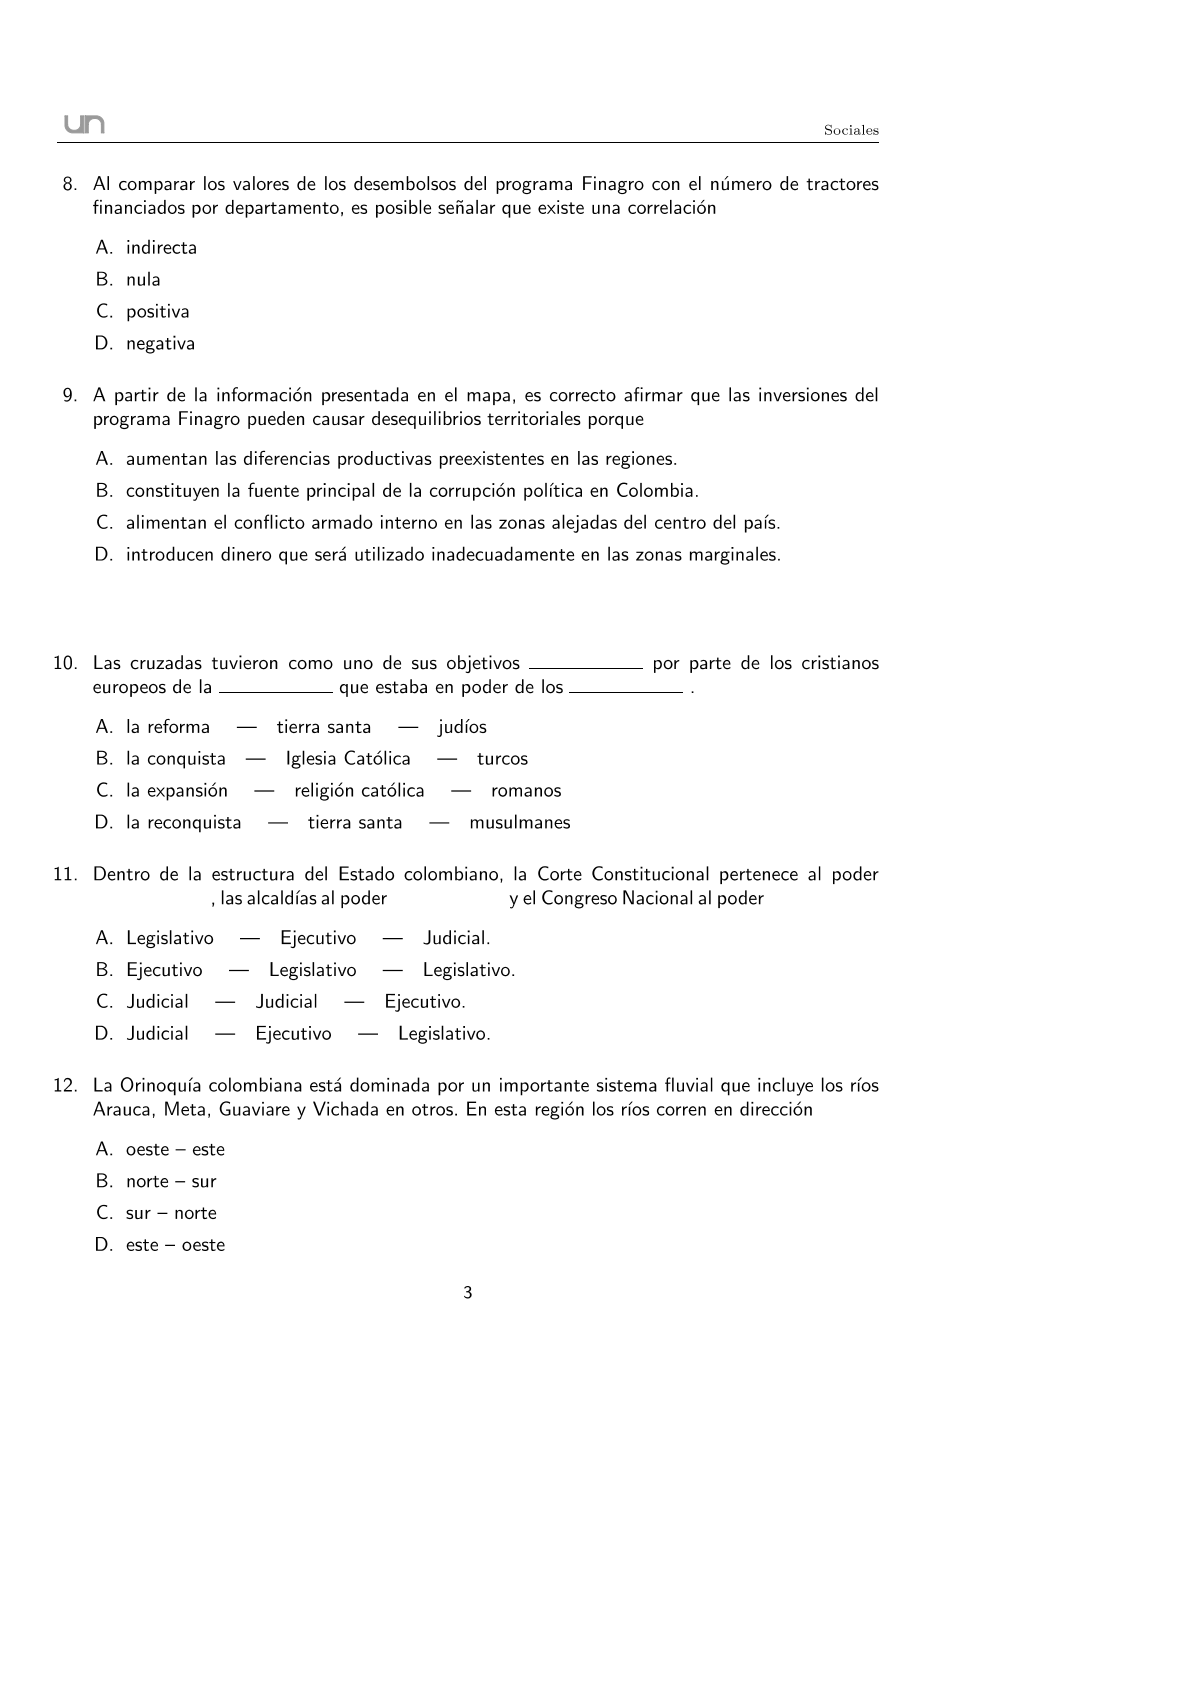 un
Sociales
8. Al comparar los valores de los desembolsos del programa Finagro con el número de tractores
financiados por departamento, es posible señalar que existe una correlación
A. indirecta
B. nula
C. positiva
D. negativa
9. A partir de la información presentada en el mapa, es correcto afirmar que las inversiones del
programa Finagro pueden causar desequilibrios territoriales porque
A. aumentan las diferencias productivas preexistentes en las regiones.
B. constituyen la fuente principal de la corrupción política en Colombia.
C. alimentan el conflicto armado interno en las zonas alejadas del centro del país.
D. introducen dinero que será utilizado inadecuadamente en las zonas marginales.
10. Las cruzadas tuvieron como uno de sus objetivos ___________ por parte de los cristianos
europeos de la ___________ que estaba en poder de los ___________ .
A. la reforma — tierra santa — judíos
B. la conquista — Iglesia Católica — turcos
C. la expansión — religión católica — romanos
D. la reconquista — tierra santa — musulmanes
11. Dentro de la estructura del Estado colombiano, la Corte Constitucional pertenece al poder
, las alcaldías al poder y el Congreso Nacional al poder
A. Legislativo — Ejecutivo — Judicial.
B. Ejecutivo — Legislativo — Legislativo.
C. Judicial — Judicial — Ejecutivo.
D. Judicial — Ejecutivo — Legislativo.
12. La Orinoquía colombiana está dominada por un importante sistema fluvial que incluye los ríos
Arauca, Meta, Guaviare y Vichada en otros. En esta región los ríos corren en dirección
A. oeste – este
B. norte – sur
C. sur – norte
D. este – oeste
3